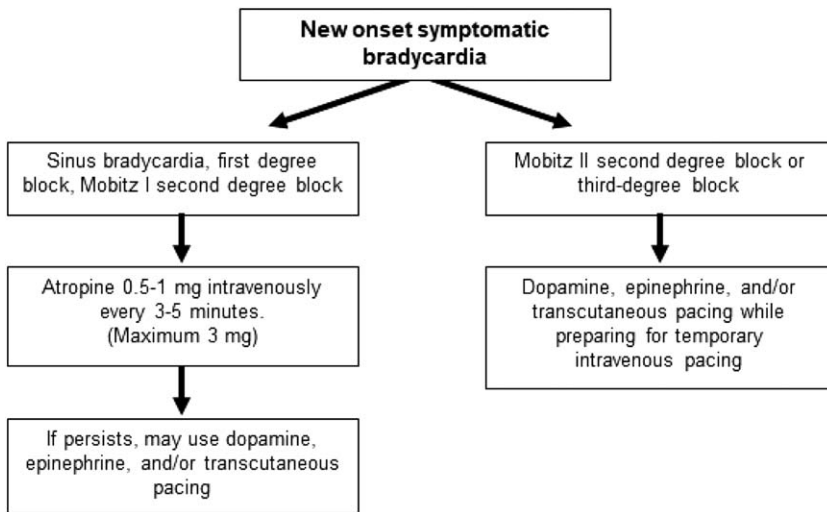 New onset symptomatic
bradycardia
Sinus bradycardia, first degree
block, Mobitz I second degree block
Mobitz II second degree block or
third-degree block
Atropine 0.5-1 mg intravenously
every 3-5 minutes.
(Maximum 3 mg)
Dopamine, epinephrine, and/or
transcutaneous pacing while
preparing for temporary
intravenous pacing
If persists, may use dopamine,
epinephrine, and/or transcutaneous
pacing